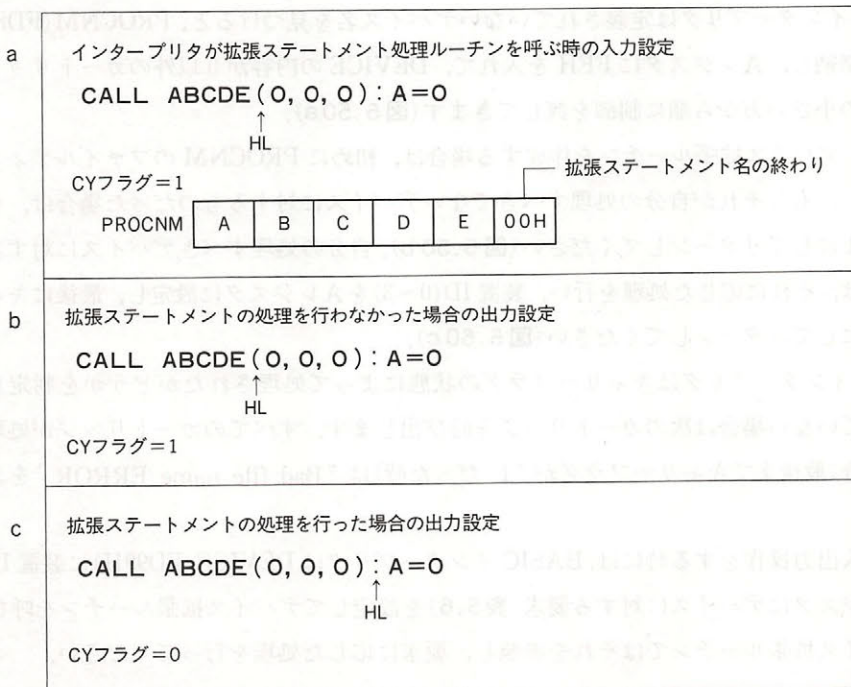 a インタープリタが拡張ステートメント処理ルーチンを呼ぶ時の入力設定
CALL ABCDE(0, 0, 0):A=0
↑
HL
拡張ステートメント名の終わり
CYフラグ=1
PROCNM A B C D E 00H
b 拡張ステートメントの処理を行わなかった場合の出力設定
CALL ABCDE(0, 0, 0):A=0
↑
HL
CYフラグ=1
c 拡張ステートメントの処理を行った場合の出力設定
CALL ABCDE(0, 0, 0):A=0
↑
HL
CYフラグ=0